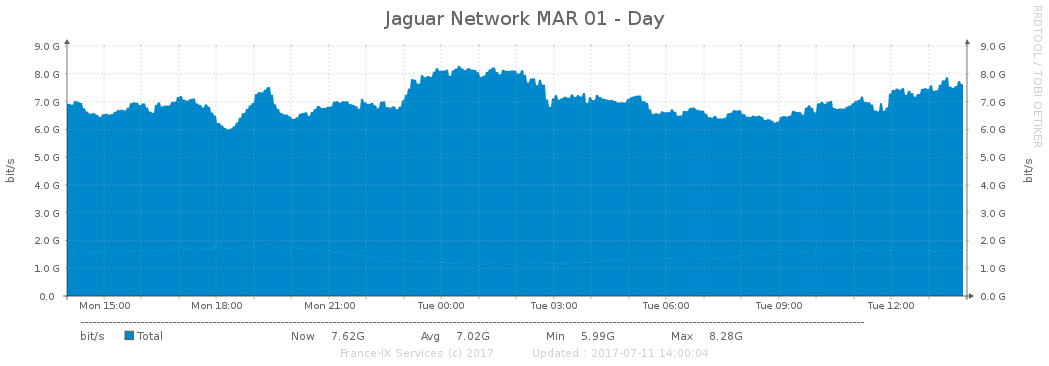 Jaguar Network MAR 01 - Day
RRDTOOL / TOBI OETIKER
bit/s
9.0 G 9.0 G
8.0 G 8.0 G
7.0 G 7.0 G
6.0 G 6.0 G
5.0 G 5.0 G
4.0 G 4.0 G
3.0 G 3.0 G
2.0 G 2.0 G
1.0 G 1.0 G
0.0 0.0 G
bit/s
Mon 15:00 Mon 18:00 Mon 21:00 Tue 00:00 Tue 03:00 Tue 06:00 Tue 09:00 Tue 12:00
bit/s Total Now 7.62G Avg 7.02G Min 5.99G Max 8.28G
France-IX Services (c) 2017 Updated : 2017-07-11 14:00:04